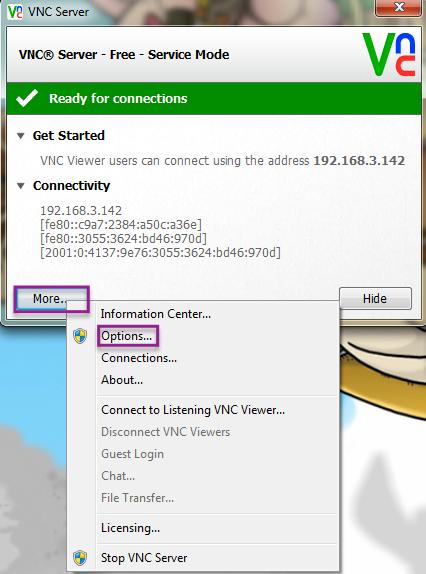 VNC Server
VNC® Server - Free - Service Mode
Ready for connections
Get Started
VNC Viewer users can connect using the address 192.168.3.142
Connectivity
192.168.3.142
[fe80::c9a7:2384:a50c:a36e]
[fe80::3055:3624:bd46:970d]
[2001:0:4137:9e76:3055:3624:bd46:970d]
More... Hide
Information Center...
Options...
Connections...
About...
Connect to Listening VNC Viewer...
Disconnect VNC Viewers
Guest Login
Chat...
File Transfer...
Licensing...
Stop VNC Server